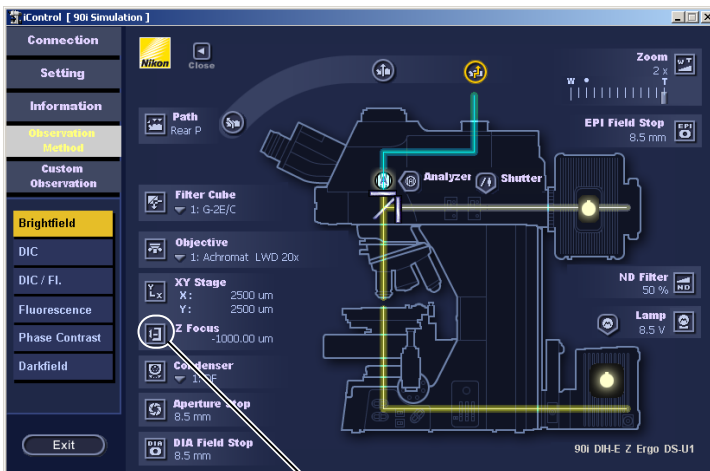 iControl [ 90i Simulation ]
Connection
Setting
Information
Observation
Method
Custom
Observation
Brightfield
DIC
DIC / Fl.
Fluorescence
Phase Contrast
Darkfield
Exit
Nikon
Close
Path
Rear P
Filter Cube
1: G-2E/C
Objective
1: Achromat LWD 20x
XY Stage
X: 2500 um
Y: 2500 um
Z Focus
-1000.00 um
Condenser
Aperture Stop
8.5 mm
DIA Field Stop
8.5 mm
Analyzer
Shutter
Zoom
2 x
W T
W T
EPI Field Stop
8.5 mm
EPI
ND Filter
50 %
ND
Lamp
8.5 V
DIA
90i DIH-E Z Ergo DS-U1